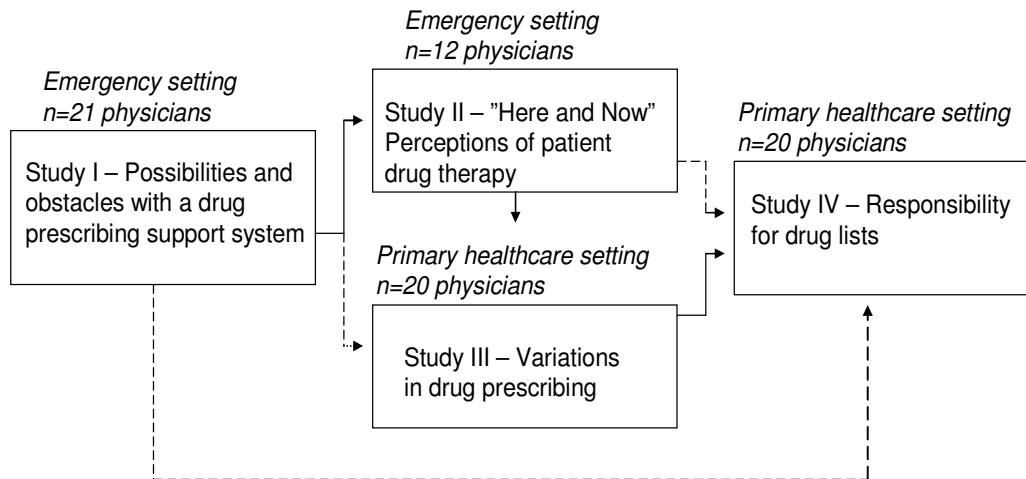 Emergency setting
n=21 physicians
Study I – Possibilities and
obstacles with a drug
prescribing support system
Emergency setting
n=12 physicians
Study II – ”Here and Now”
Perceptions of patient
drug therapy
Primary healthcare setting
n=20 physicians
Study III – Variations
in drug prescribing
Primary healthcare setting
n=20 physicians
Study IV – Responsibility
for drug lists